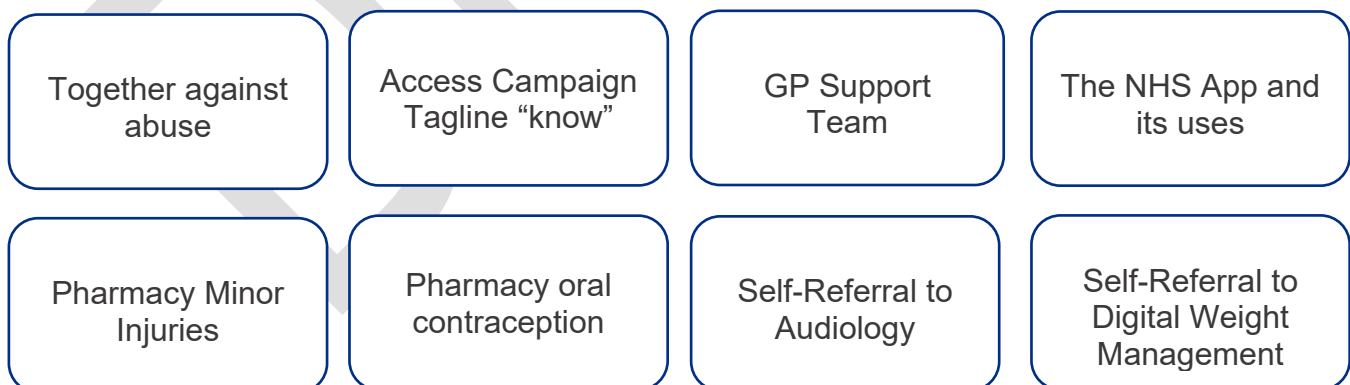 Together against
abuse
Access Campaign
Tagline “know”
GP Support
Team
The NHS App and
its uses
Pharmacy Minor
Injuries
Pharmacy oral
contraception
Self-Referral to
Audiology
Self-Referral to
Digital Weight
Management